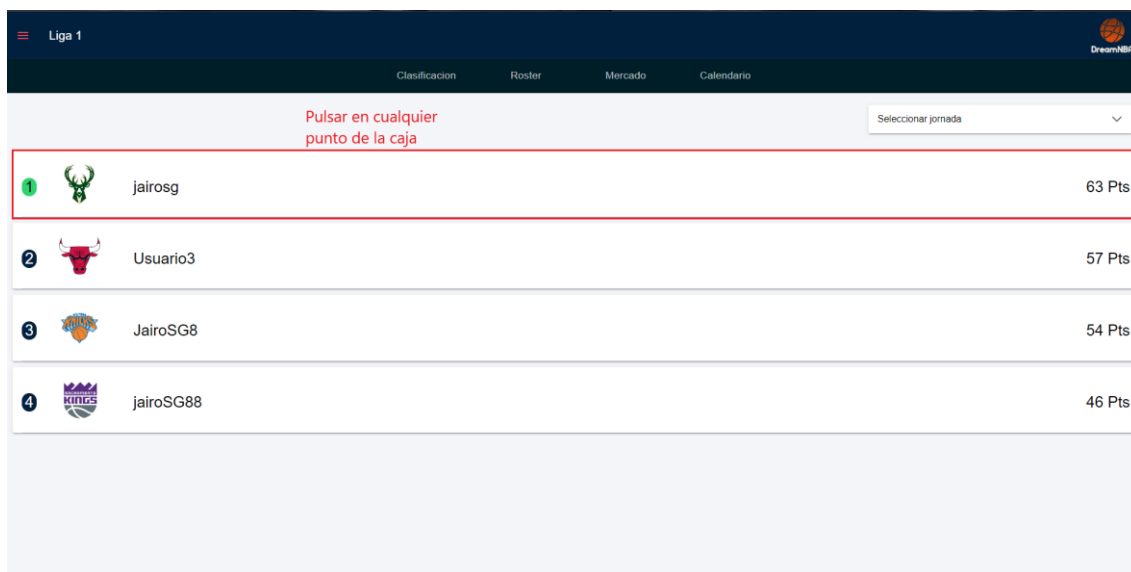 Liga 1
DreamNBA
Clasificacion Roster Mercado Calendario
Pulsar en cualquier
punto de la caja
Seleccionar jornada
1 jairosg 63 Pts
2 Usuario3 57 Pts
3 JairoSG8 54 Pts
4 jairoSG88 46 Pts